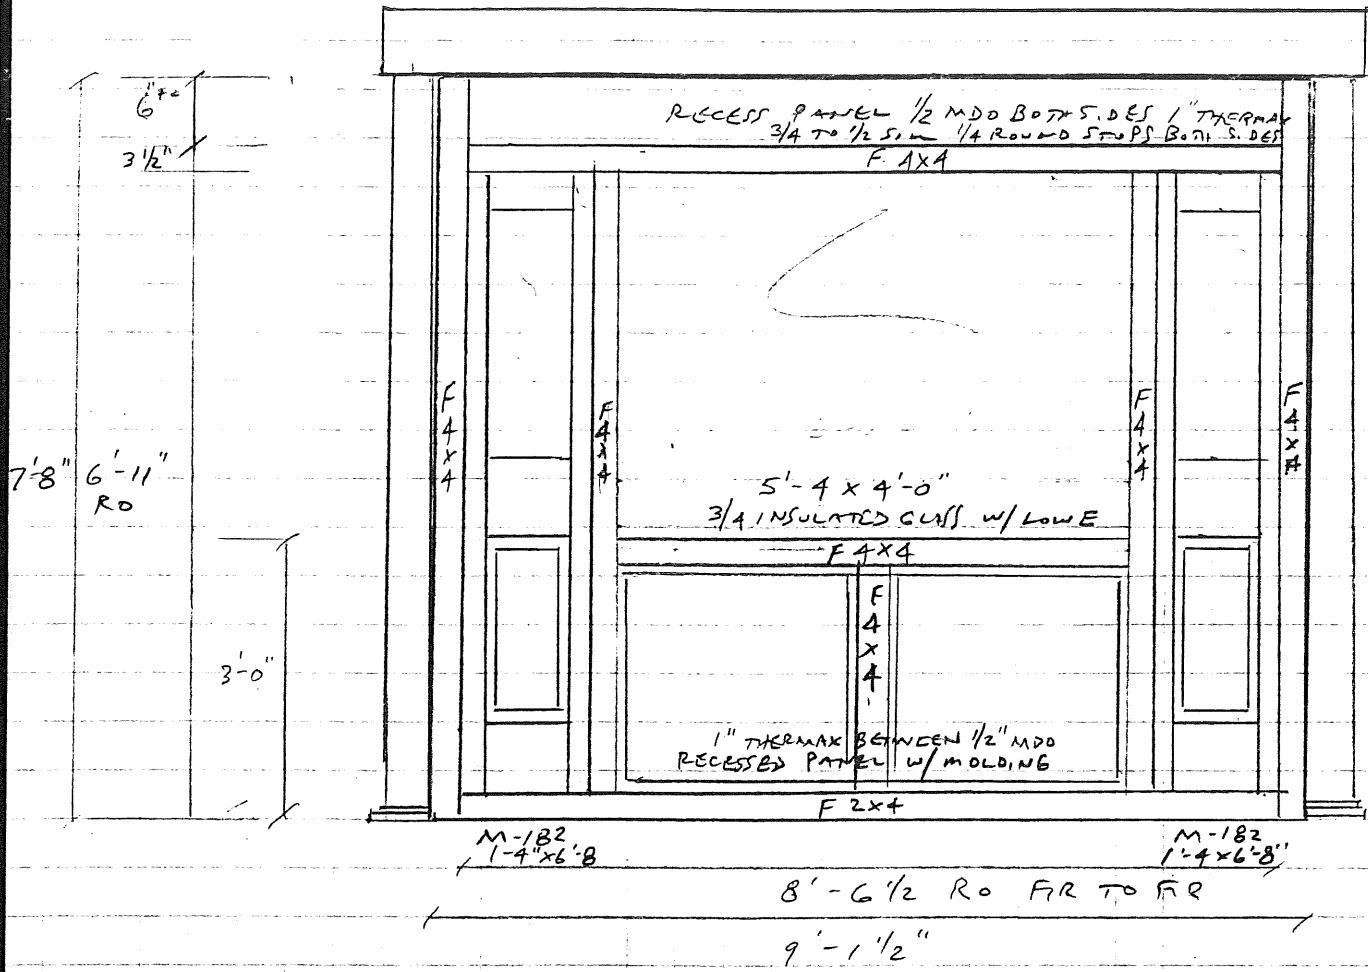 RECESS PANEL 1/2 MDO BOTH SIDES 1" THERMAX
3/4 TO 1/2 1/4 ROUND STOPS BOTH SIDES
6"
3 1/2"
F 4X4
F 4X4
F 4X4
F 4X4
F 4X4
7'-8"
6'-11"
RO
5'-4 X 4'-0"
3/4 INSULATED GLASS W/ LOW E
F 4X4
F 4X4
3'-0"
1" THERMAX BETWEEN 1/2" MDO
RECESSED PANEL W/ MOLDING
F 2X4
M-182
1'-4"X6'-8
M-182
1'-4X6'-8"
8'-6 1/2 RO FIR TO FIR
9'-1 1/2"